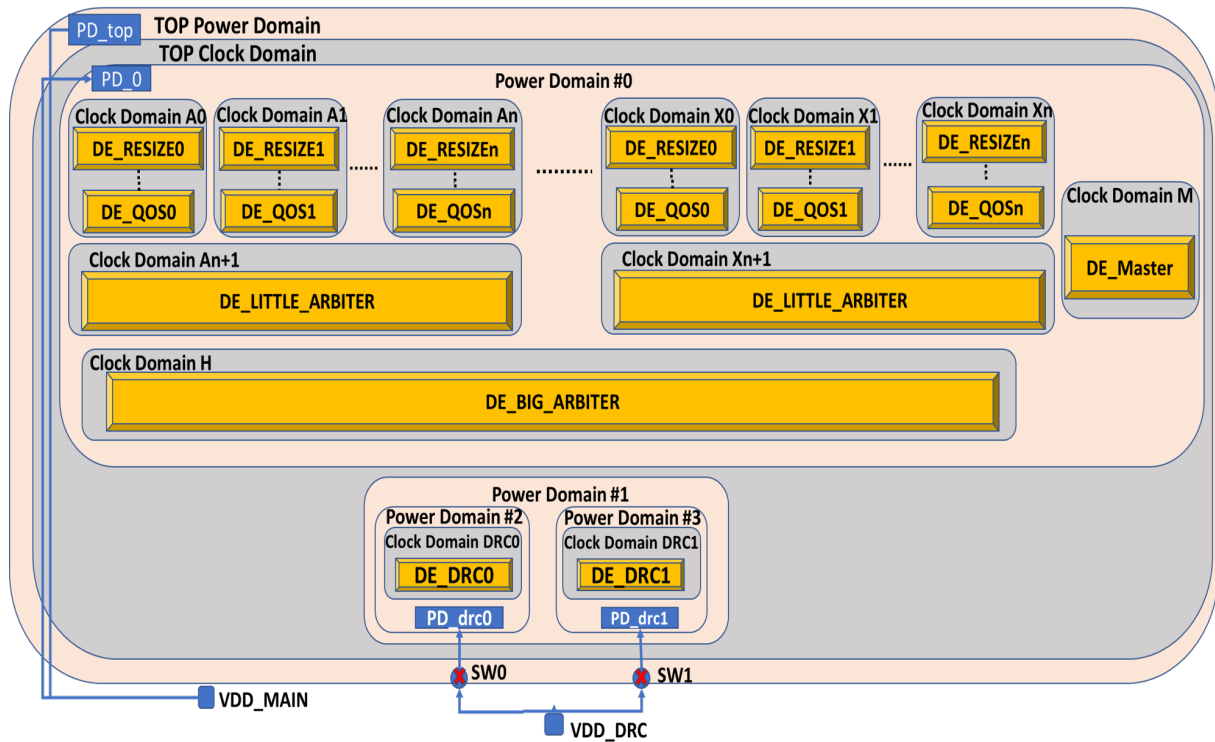 PD_top
TOP Power Domain
TOP Clock Domain
PD_0
Power Domain #0
Clock Domain A0
DE_RESIZE0
DE_QOS0
Clock Domain A1
DE_RESIZE1
DE_QOS1
Clock Domain An
DE_RESIZEn
DE_QOSn
Clock Domain X0
DE_RESIZE0
DE_QOS0
Clock Domain X1
DE_RESIZE1
DE_QOS1
Clock Domain Xn
DE_RESIZEn
DE_QOSn
Clock Domain M
DE_Master
Clock Domain An+1
DE_LITTLE_ARBITER
Clock Domain Xn+1
DE_LITTLE_ARBITER
Clock Domain H
DE_BIG_ARBITER
Power Domain #1
Power Domain #2
Clock Domain DRC0
DE_DRC0
PD_drc0
Power Domain #3
Clock Domain DRC1
DE_DRC1
PD_drc1
SW0
SW1
VDD_MAIN
VDD_DRC